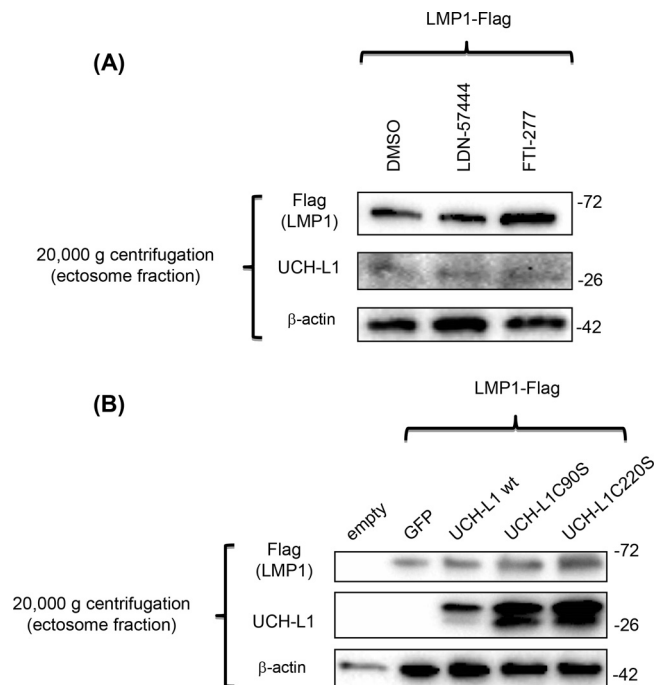 LMP1-Flag
(A)
DMSO
LDN-57444
FTI-277
20,000 g centrifugation
(ectosome fraction)
Flag
(LMP1)
-72
UCH-L1
-26
β-actin
-42
LMP1-Flag
(B)
empty
GFP
UCH-L1 wt
UCH-L1C90S
UCH-L1C220S
20,000 g centrifugation
(ectosome fraction)
Flag
(LMP1)
-72
UCH-L1
-26
β-actin
-42